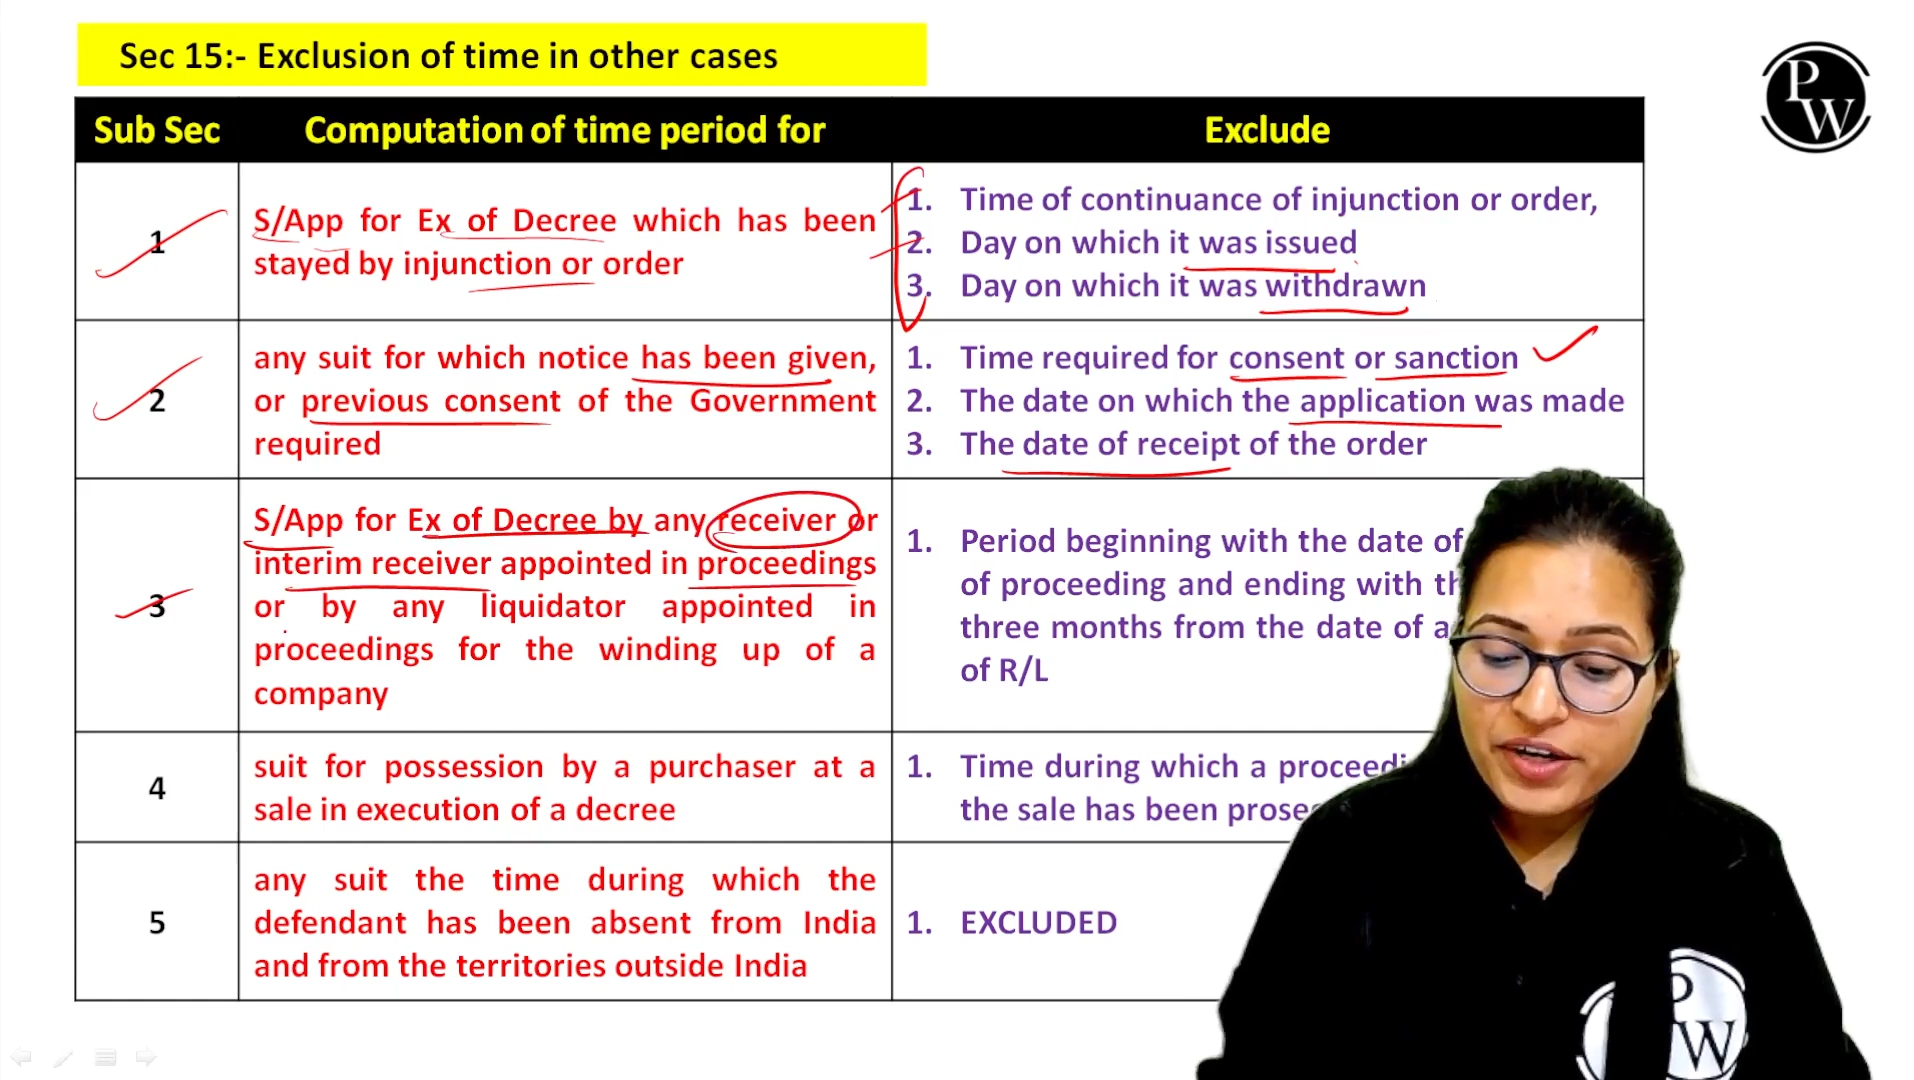 Sec 15:- Exclusion of time in other cases
P
W
Sub Sec
Computation of time period for
Exclude
1
S/App for Ex of Decree which has been
stayed by injunction or order
1. Time of continuance of injunction or order,
2. Day on which it was issued
3. Day on which it was withdrawn
2
any suit for which notice has been given,
or previous consent of the Government
required
1. Time required for consent or sanction
2. The date on which the application was made
3. The date of receipt of the order
3
S/App for Ex of Decree by any receiver or
interim receiver appointed in proceedings
or by any liquidator appointed in
proceedings for the winding up of a
company
1. Period beginning with the date of
of proceeding and ending with
three months from the date of
of R/L
4
suit for possession by a purchaser at a
sale in execution of a decree
1. Time during which a
the sale has been
5
any suit the time during which the
defendant has been absent from India
and from the territories outside India
1. EXCLUDED
P
W